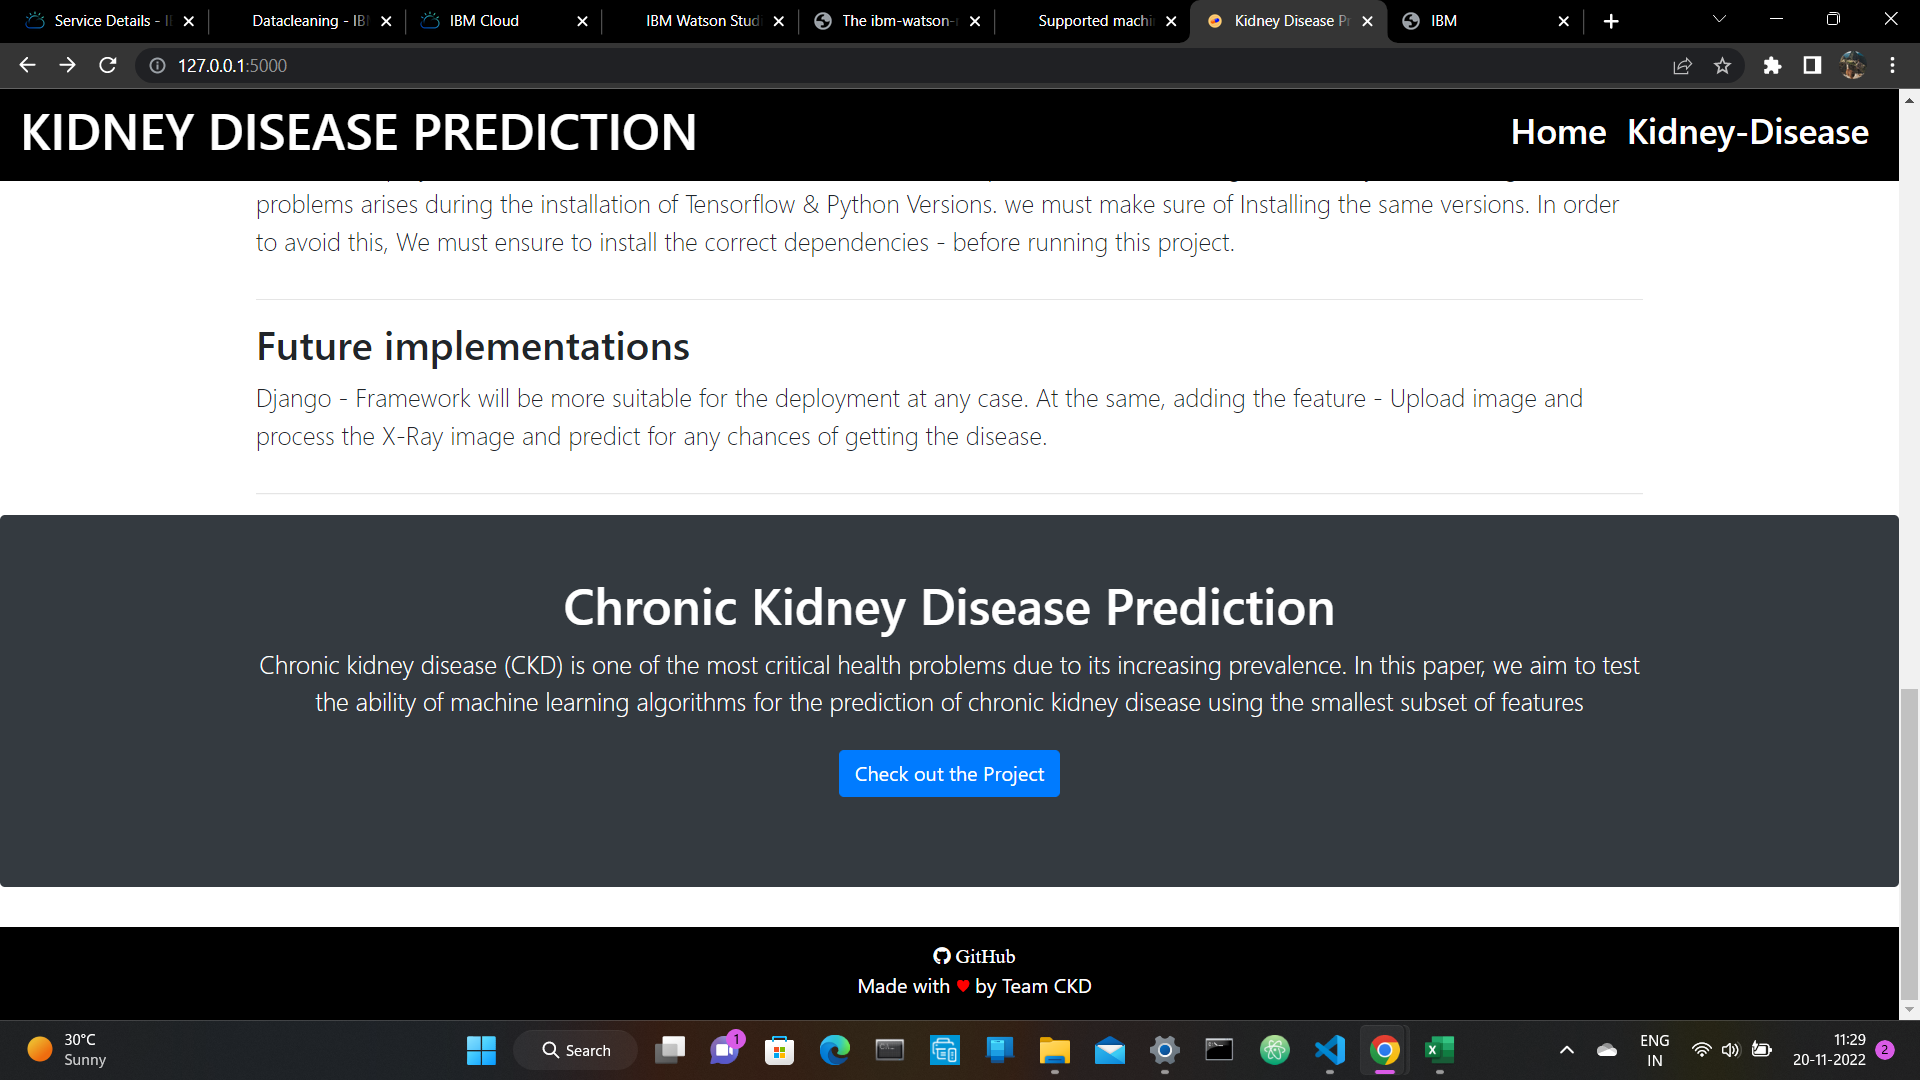 Service Details - I
Datacleaning - IB
IBM Cloud
IBM Watson Stud
The ibm-watson-
Supported machi
Kidney Disease P
IBM
127.0.0.1:5000
KIDNEY DISEASE PREDICTION
Home Kidney-Disease
problems arises during the installation of Tensorflow & Python Versions. we must make sure of Installing the same versions. In order
to avoid this, We must ensure to install the correct dependencies - before running this project.
Future implementations
Django - Framework will be more suitable for the deployment at any case. At the same, adding the feature - Upload image and
process the X-Ray image and predict for any chances of getting the disease.
Chronic Kidney Disease Prediction
Chronic kidney disease (CKD) is one of the most critical health problems due to its increasing prevalence. In this paper, we aim to test
the ability of machine learning algorithms for the prediction of chronic kidney disease using the smallest subset of features
Check out the Project
GitHub
Made with ♥ by Team CKD
30°C
Sunny
Search
1
ENG
IN
11:29
20-11-2022
2